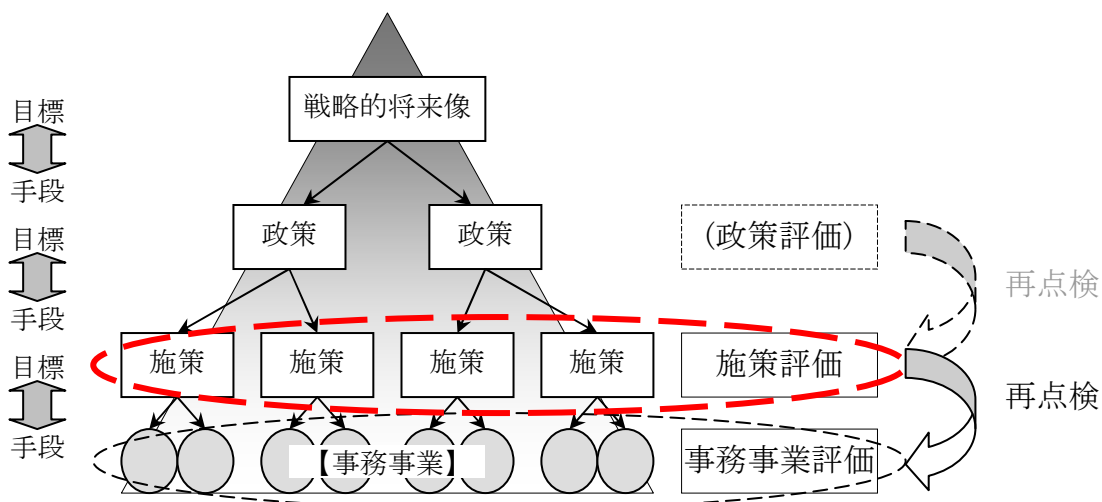 戦略的将来像
目標
手段
政策
政策
(政策評価)
目標
手段
再点検
施策
施策
施策
施策
施策評価
目標
手段
再点検
【事務事業】
事務事業評価